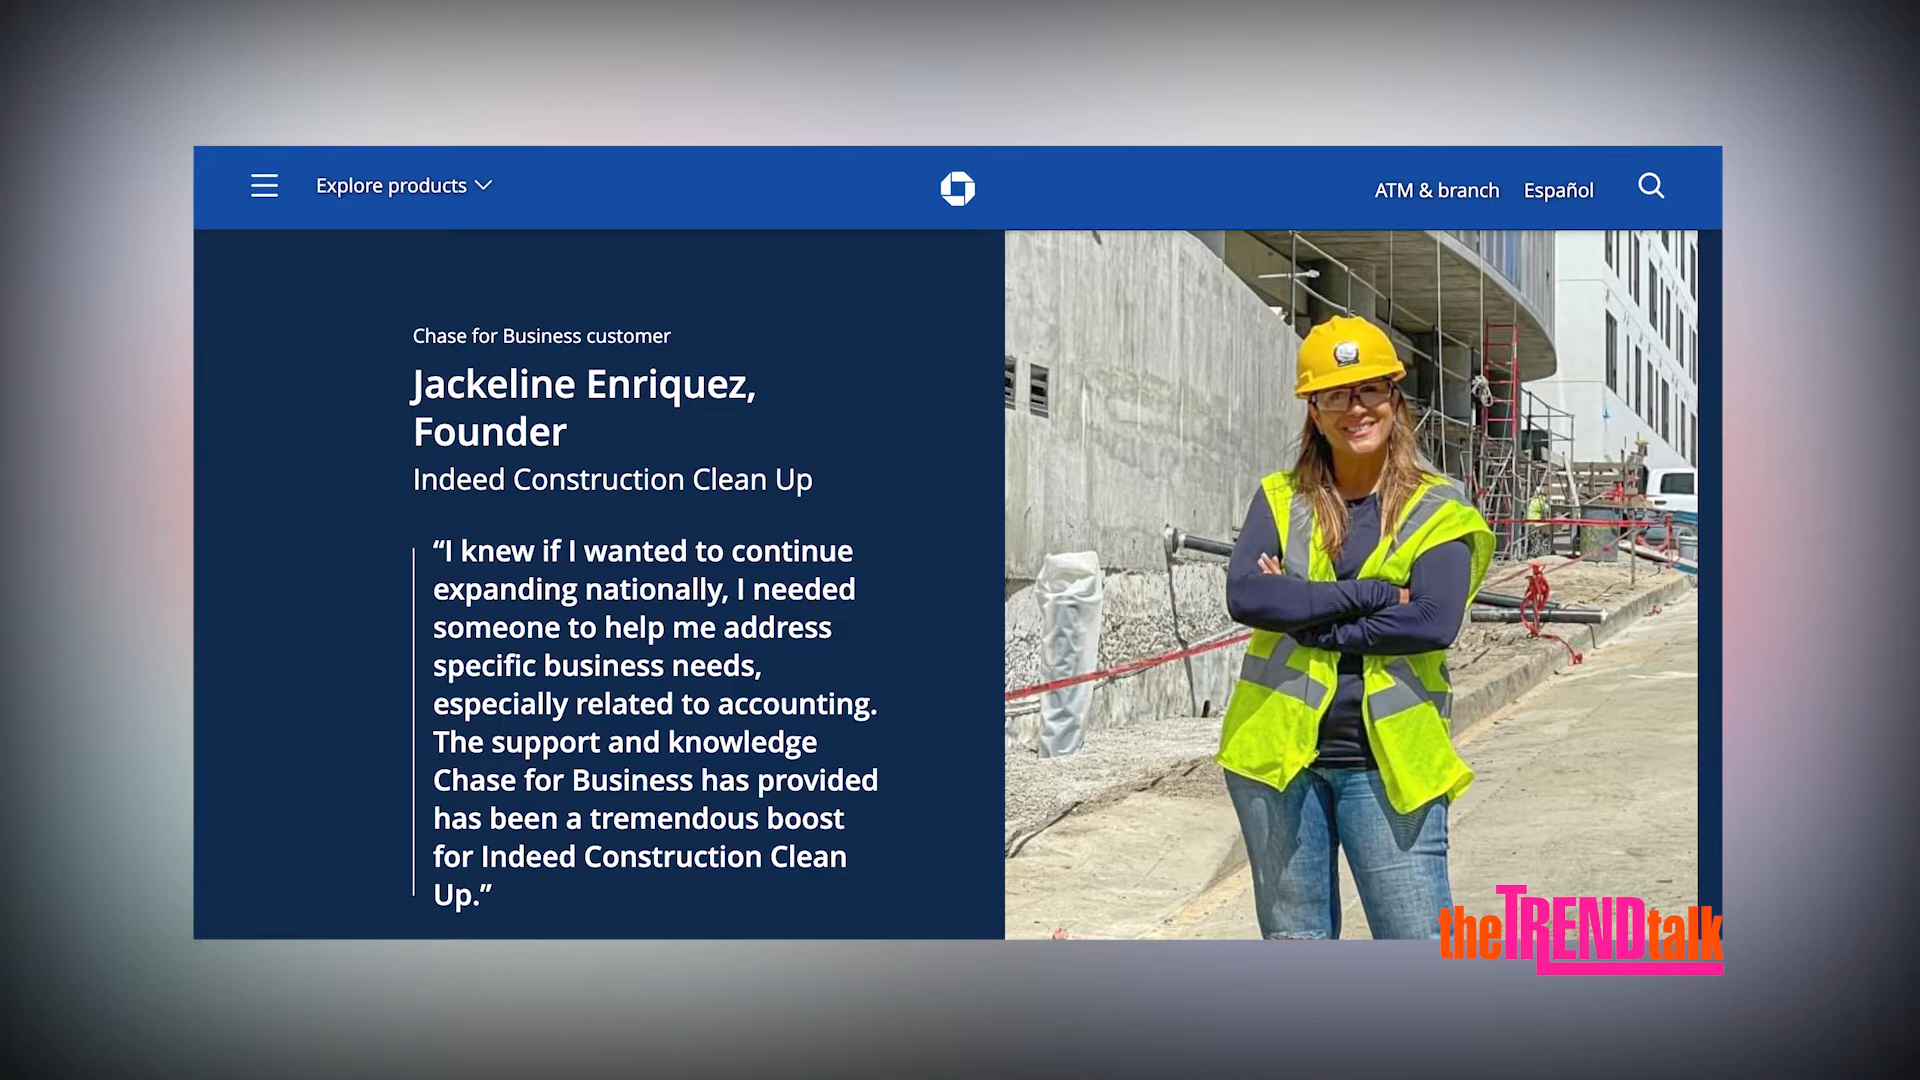 Explore products
ATM & branch Español
Chase for Business customer
Jackeline Enriquez,
Founder
Indeed Construction Clean Up
“I knew if I wanted to continue
expanding nationally, I needed
someone to help me address
specific business needs,
especially related to accounting.
The support and knowledge
Chase for Business has provided
has been a tremendous boost
for Indeed Construction Clean
Up.”
theTRENDtalk